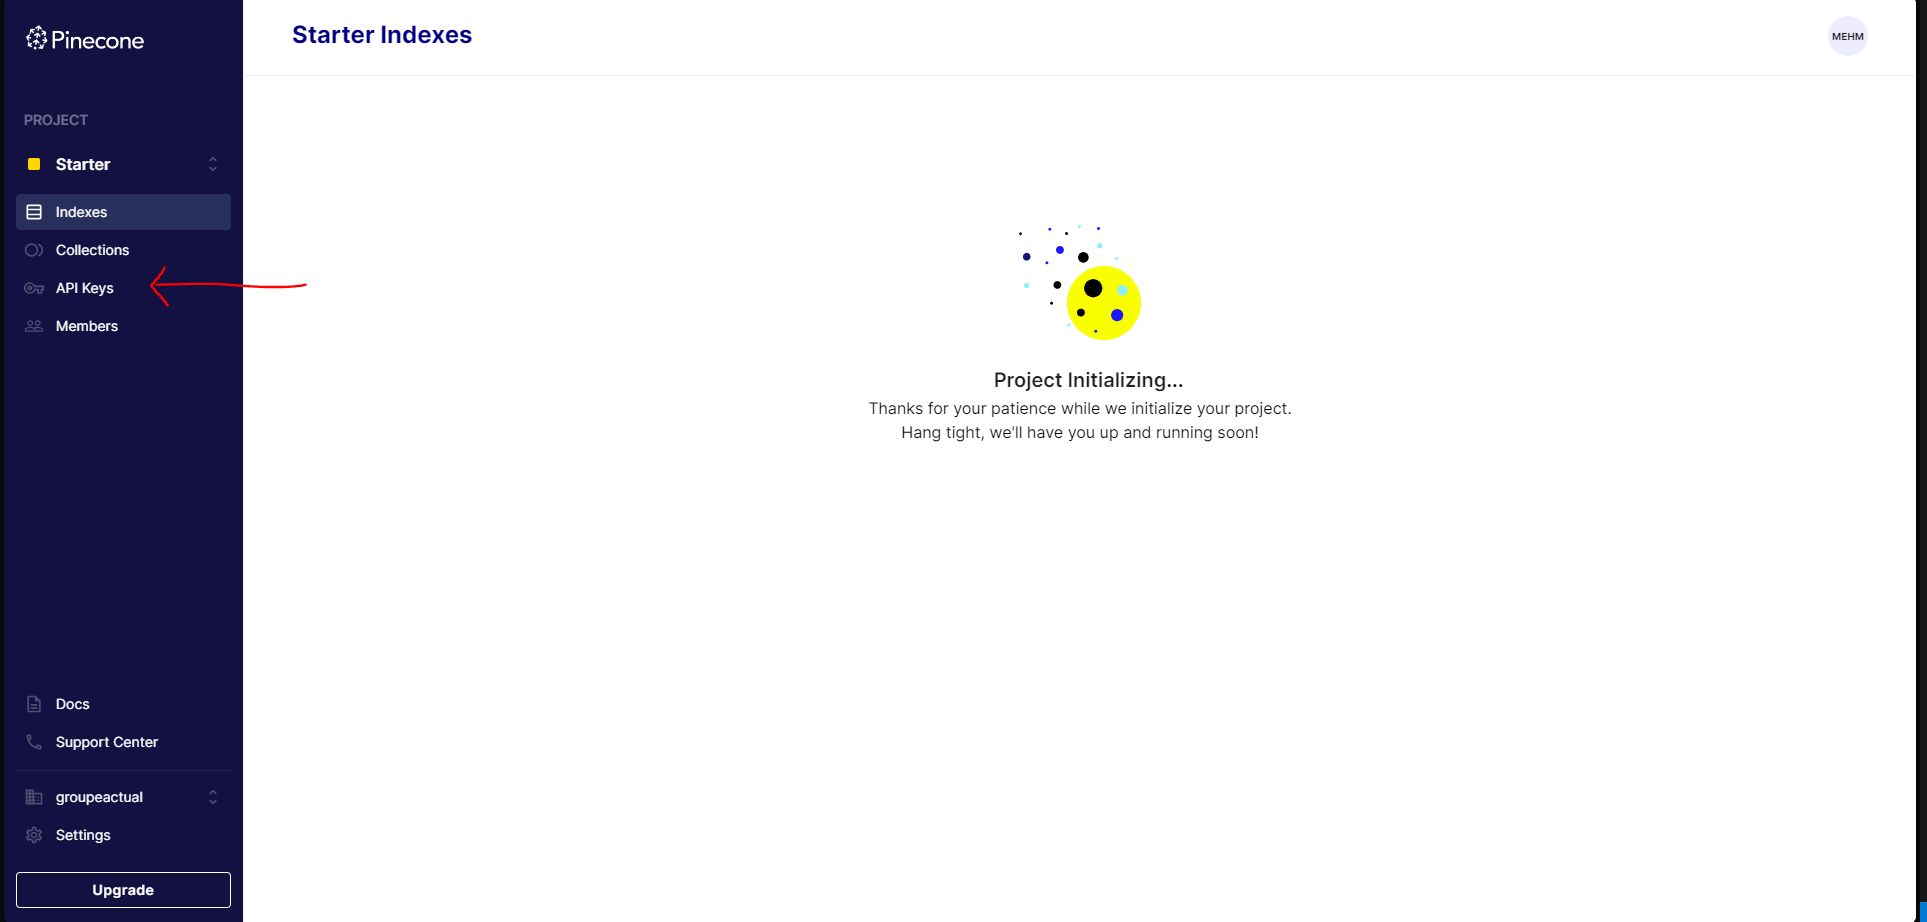 Pinecone
PROJECT
Starter
Indexes
Collections
API Keys
Members
Docs
Support Center
groupeactual
Settings
Upgrade
Starter Indexes
MEHM
Project Initializing...
Thanks for your patience while we initialize your project.
Hang tight, we'll have you up and running soon!